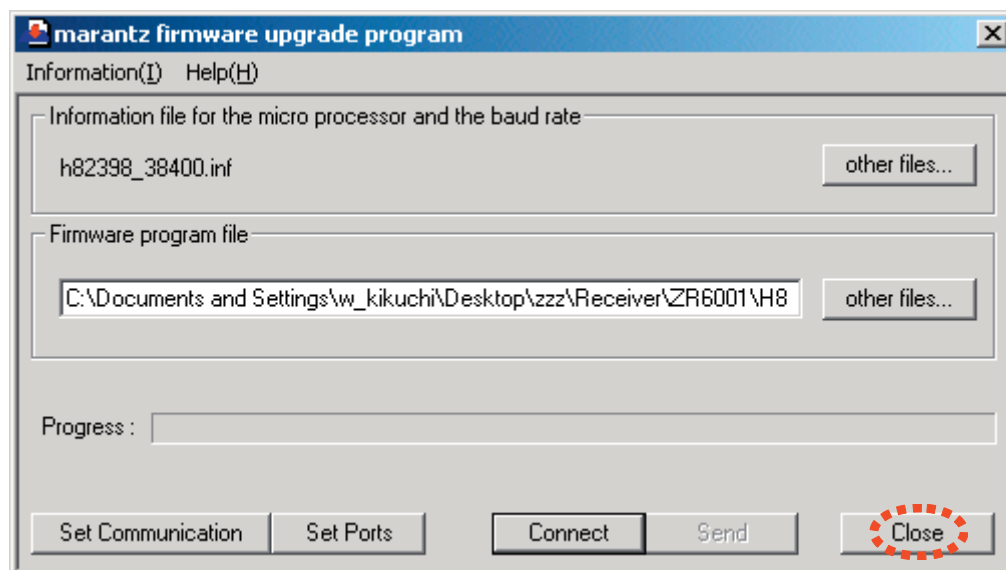 marantz firmware upgrade program
Information(I) Help(H)
Information file for the micro processor and the baud rate
h82398_38400.inf
other files...
Firmware program file
C:\Documents and Settings\w_kikuchi\Desktop\zzz\Receiver\ZR6001\H8
other files...
Progress :
Set Communication Set Ports Connect Send Close